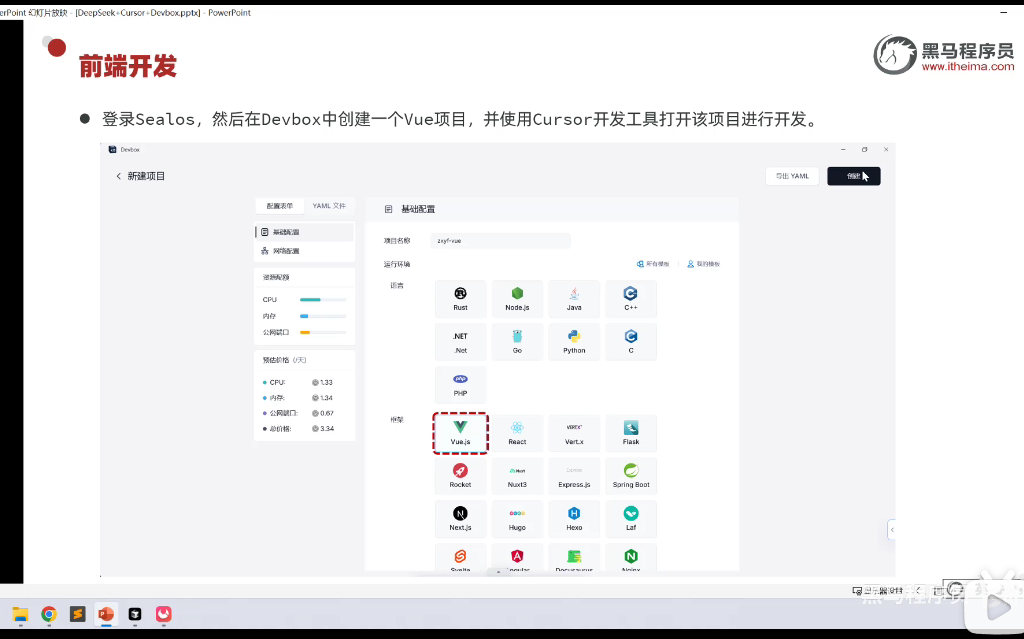 erPoint 幻灯片放映 - [DeepSeek+Cursor+Devbox.pptx] - PowerPoint
前端开发
黑马程序员
www.itheima.com
登录Sealos，然后在Devbox中创建一个Vue项目，并使用Cursor开发工具打开该项目进行开发。
Devbox
新建项目
导出 YAML
创建
配置表单 YAML 文件
基础配置
网络配置
资源配额
CPU
内存
公网端口
预估价格 (/天)
CPU: 1.33
内存: 1.34
公网端口: 0.67
总价格: 3.34
基础配置
项目名称 zxyf-vue
运行环境 所有模板 我的模板
语言
Rust Node.js Java C++
.NET
.Net Go Python C
php
PHP
框架
VERT.X
Vue.js React Vert.x Flask
Nuxt
Rocket Nuxt3 Express.js Spring Boot
Next.js Hugo Hexo Laf
Svelte Angular Docusaurus Nginx